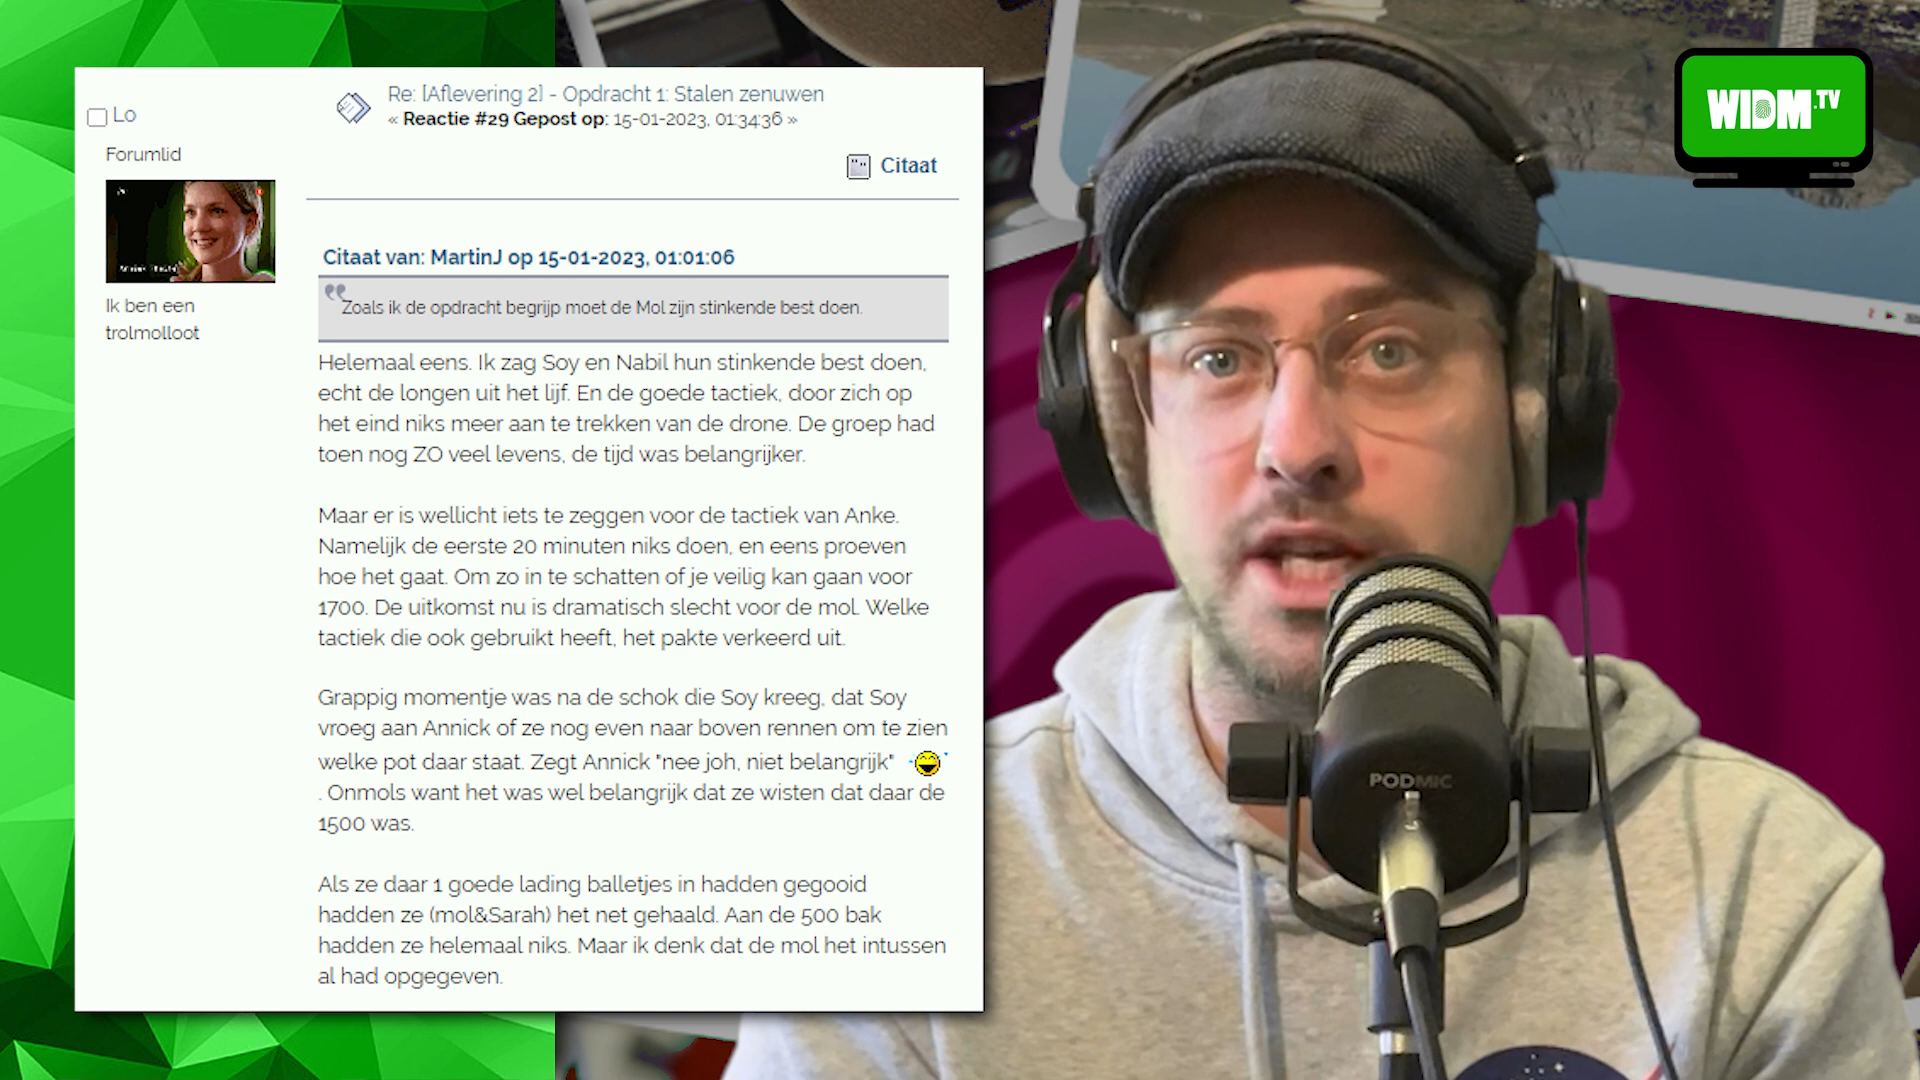 Lo
Forumlid
Ik ben een
trolmolloot
Re: [Aflevering 2] - Opdracht 1: Stalen zenuwen
« Reactie #29 Gepost op: 15-01-2023, 01:34:36 »
Citaat
Citaat van: MartinJ op 15-01-2023, 01:01:06
Zoals ik de opdracht begrijp moet de Mol zijn stinkende best doen.
Helemaal eens. Ik zag Soy en Nabil hun stinkende best doen,
echt de longen uit het lijf. En de goede tactiek, door zich op
het eind niks meer aan te trekken van de drone. De groep had
toen nog ZO veel levens, de tijd was belangrijker.
Maar er is wellicht iets te zeggen voor de tactiek van Anke.
Namelijk de eerste 20 minuten niks doen, en eens proeven
hoe het gaat. Om zo in te schatten of je veilig kan gaan voor
1700. De uitkomst nu is dramatisch slecht voor de mol. Welke
tactiek die ook gebruikt heeft, het pakte verkeerd uit.
Grappig momentje was na de schok die Soy kreeg, dat Soy
vroeg aan Annick of ze nog even naar boven rennen om te zien
welke pot daar staat. Zegt Annick "nee joh, niet belangrijk"
. Onmols want het was wel belangrijk dat ze wisten dat daar de
1500 was.
Als ze daar 1 goede lading balletjes in hadden gegooid
hadden ze (mol&Sarah) het net gehaald. Aan de 500 bak
hadden ze helemaal niks. Maar ik denk dat de mol het intussen
al had opgegeven.
WIDM.TV
PODMIC